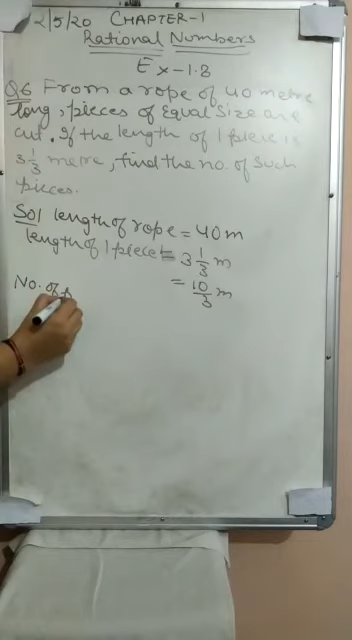 2/5/20 CHAPTER-1
Rational Numbers
Ex-1.8
Q6 From a rope of 40 metre
long, pieces of equal size are
cut. If the length of 1 piece is
3 1/3 metre, find the no. of such
pieces.
Sol length of rope = 40m
length of 1 piece = 3 1/3 m
= 10/3 m
No. of p